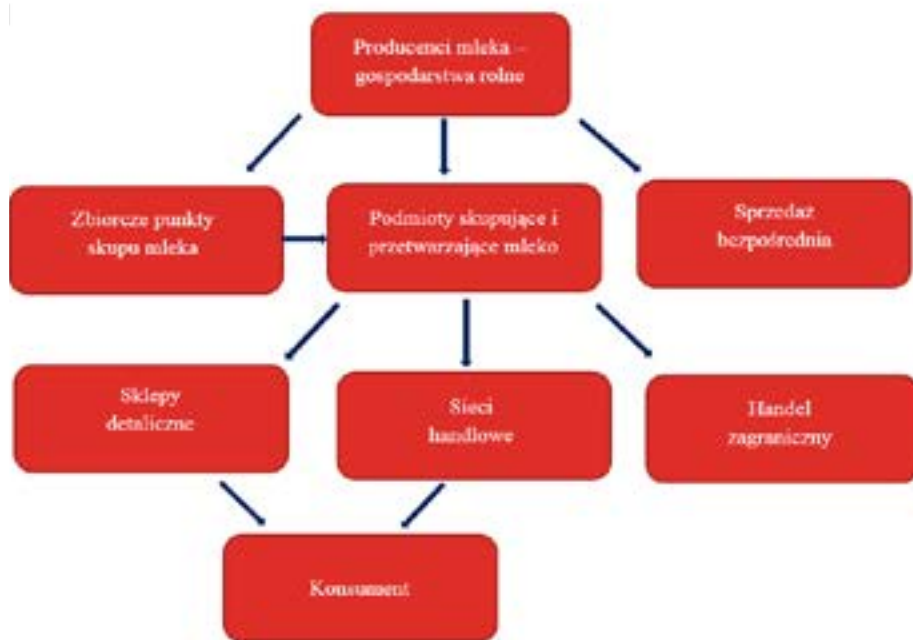 Producenci mleka –
gospodarstwa rolne
Zbiorcze punkty
skupu mleka
Podmioty skupujące i
przetwarzające mleko
Sprzedaż
bezpośrednia
Sklepy
detaliczne
Sieci
handlowe
Handel
zagraniczny
Konsument